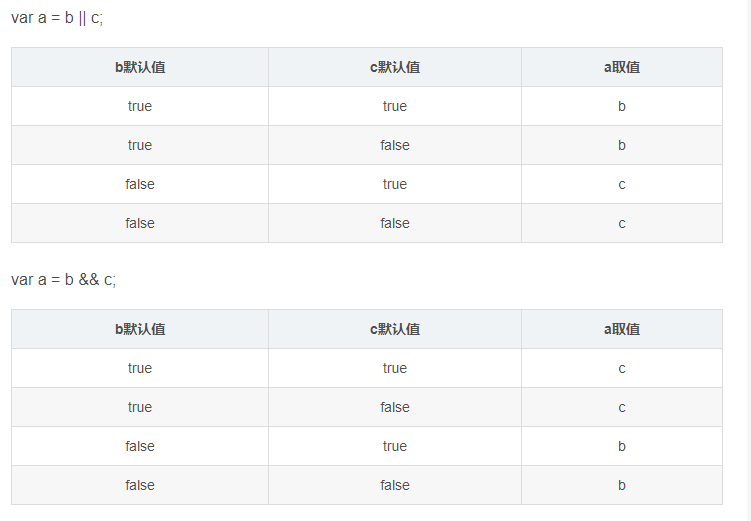 var a = b || c;
b默认值 c默认值 a取值
true true b
true false b
false true c
false false c
var a = b && c;
b默认值 c默认值 a取值
true true c
true false c
false true b
false false b